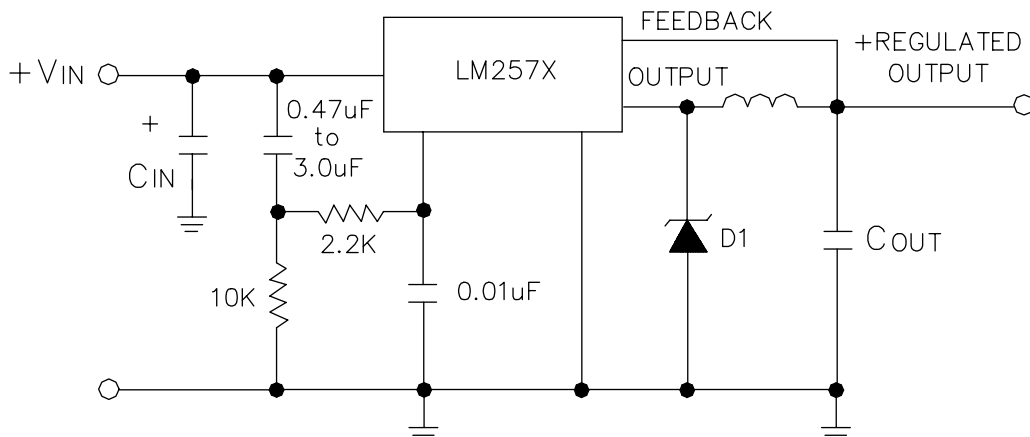 FEEDBACK
+REGULATED
OUTPUT
+VIN
LM257X
OUTPUT
0.47uF
to
3.0uF
+
CIN
2.2K
D1
COUT
10K
0.01uF